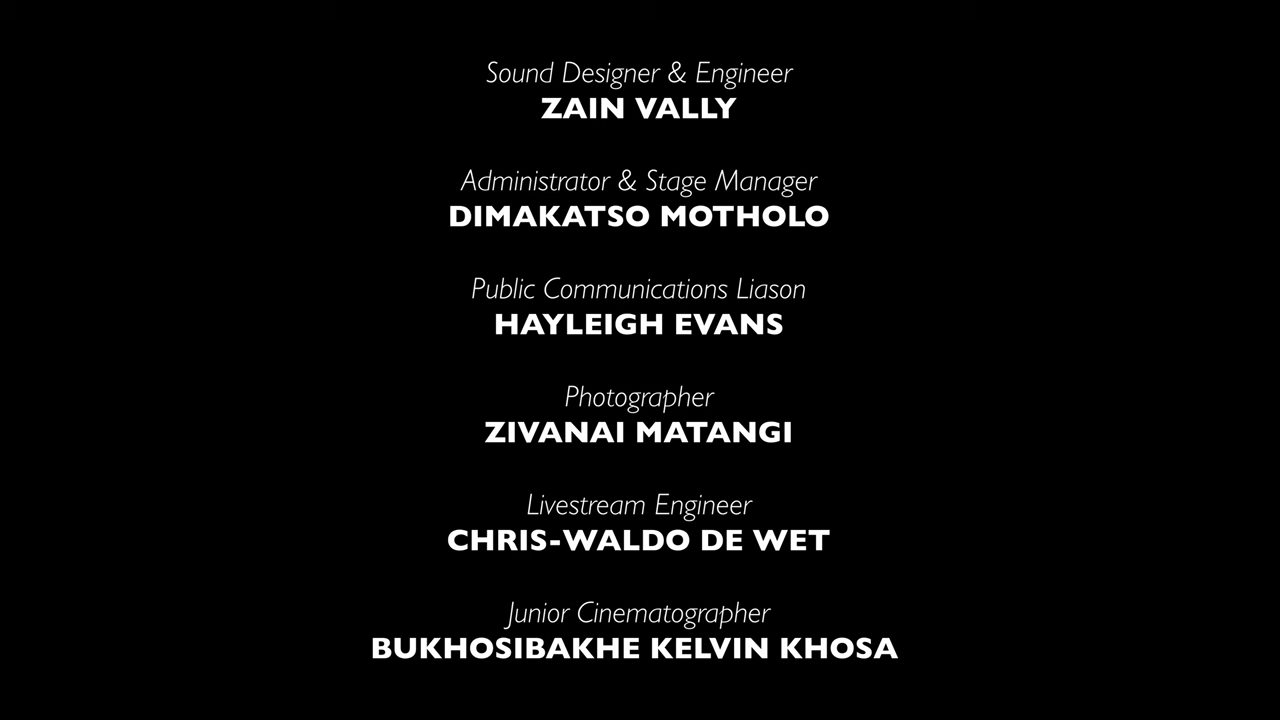 Sound Designer & Engineer
ZAIN VALLY
Administrator & Stage Manager
DIMAKATSO MOTHOLO
Public Communications Liason
HAYLEIGH EVANS
Photographer
ZIVANAI MATANGI
Livestream Engineer
CHRIS-WALDO DE WET
Junior Cinematographer
BUKHOSIBAKHE KELVIN KHOSA